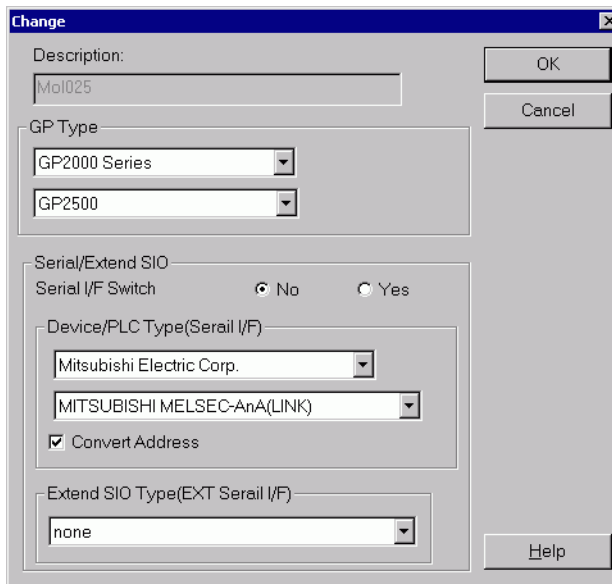 Change
Description:
Mol025
OK
Cancel
GP Type
GP2000 Series
GP2500
Serial/Extend SIO
Serial I/F Switch No Yes
Device/PLC Type(Serail I/F)
Mitsubishi Electric Corp.
MITSUBISHI MELSEC-AnA(LINK)
Convert Address
Extend SIO Type(EXT Serail I/F)
none
Help